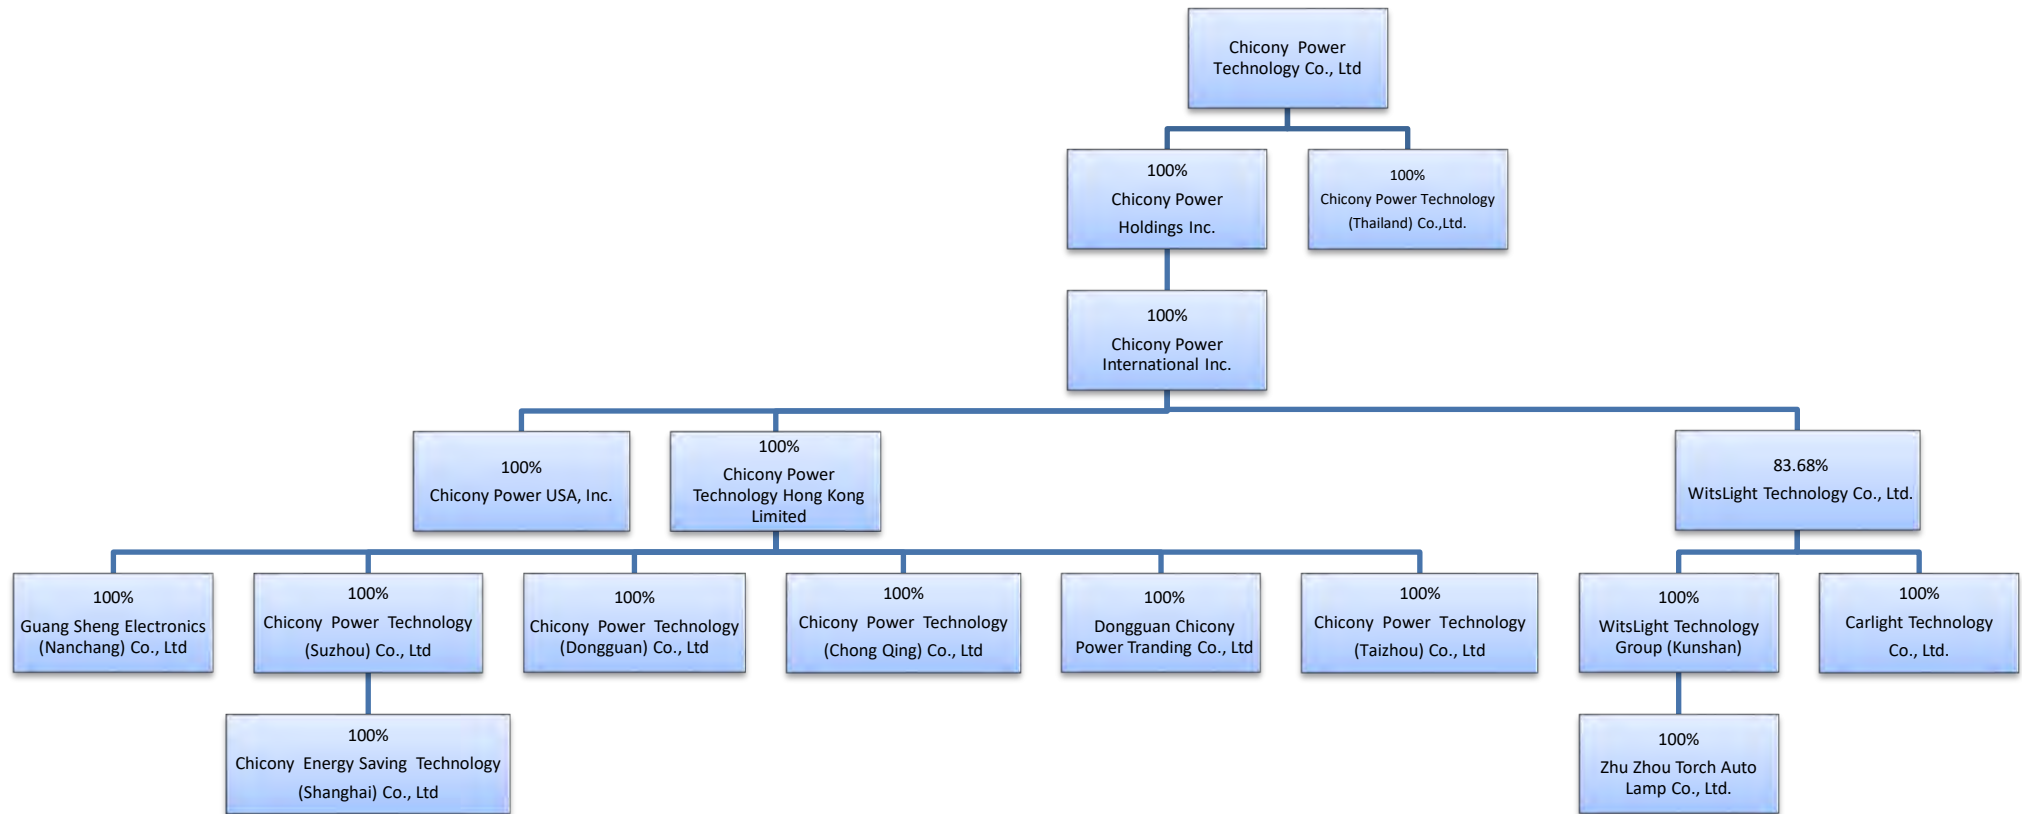 Chicony Power
Technology Co., Ltd
100%
Chicony Power
Holdings Inc.
100%
Chicony Power Technology
(Thailand) Co.,Ltd.
100%
Chicony Power
International Inc.
100%
Chicony Power USA, Inc.
100%
Chicony Power
Technology Hong Kong
Limited
83.68%
WitsLight Technology Co., Ltd.
100%
Guang Sheng Electronics
(Nanchang) Co., Ltd
100%
Chicony Power Technology
(Suzhou) Co., Ltd
100%
Chicony Power Technology
(Dongguan) Co., Ltd
100%
Chicony Power Technology
(Chong Qing) Co., Ltd
100%
Dongguan Chicony
Power Tranding Co., Ltd
100%
Chicony Power Technology
(Taizhou) Co., Ltd
100%
WitsLight Technology
Group (Kunshan)
100%
Carlight Technology
Co., Ltd.
100%
Chicony Energy Saving Technology
(Shanghai) Co., Ltd
100%
Zhu Zhou Torch Auto
Lamp Co., Ltd.